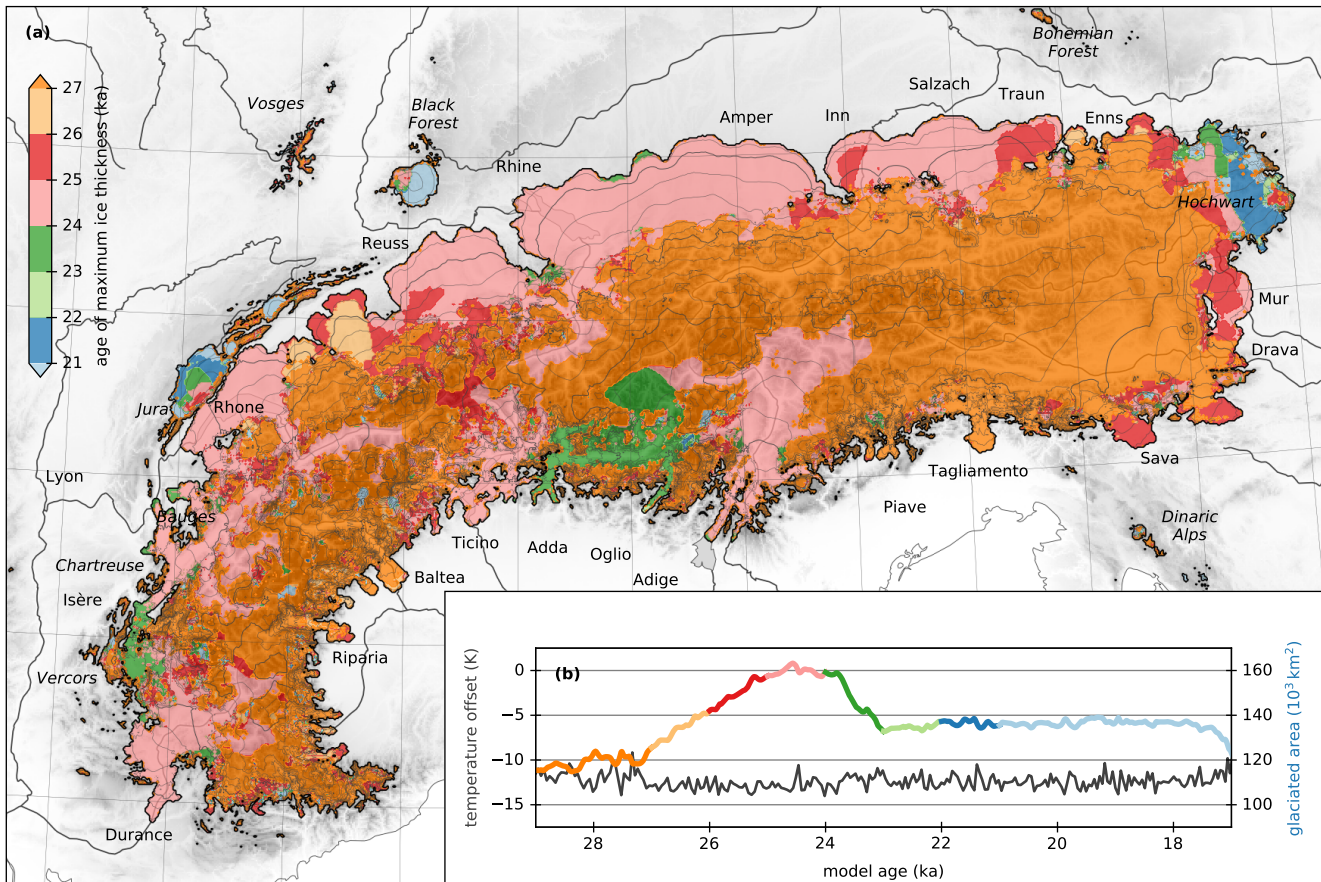 (a)
27
26
25
24
23
22
21
age of maximum ice thickness (ka)
Vosges
Black
Forest
Bohemian
Forest
Salzach
Traun
Amper
Inn
Enns
Rhine
Hochwart
Reuss
Mur
Drava
Jura
Rhone
Lyon
Tagliamento
Sava
Bauges
Piave
Dinaric
Alps
Chartreuse
Ticino
Adda
Oglio
Adige
Baltea
Isère
Riparia
Vercors
Durance
(b)
temperature offset (K)
0
−5
−10
−15
glaciated area (10³ km²)
160
140
120
100
28
26
24
22
20
18
model age (ka)